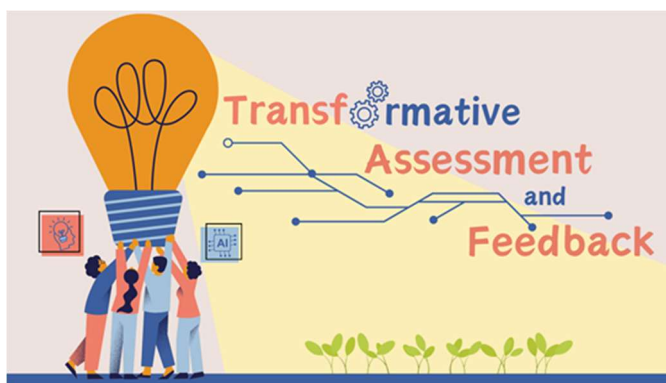 Transformative
Assessment
and
Feedback
AI